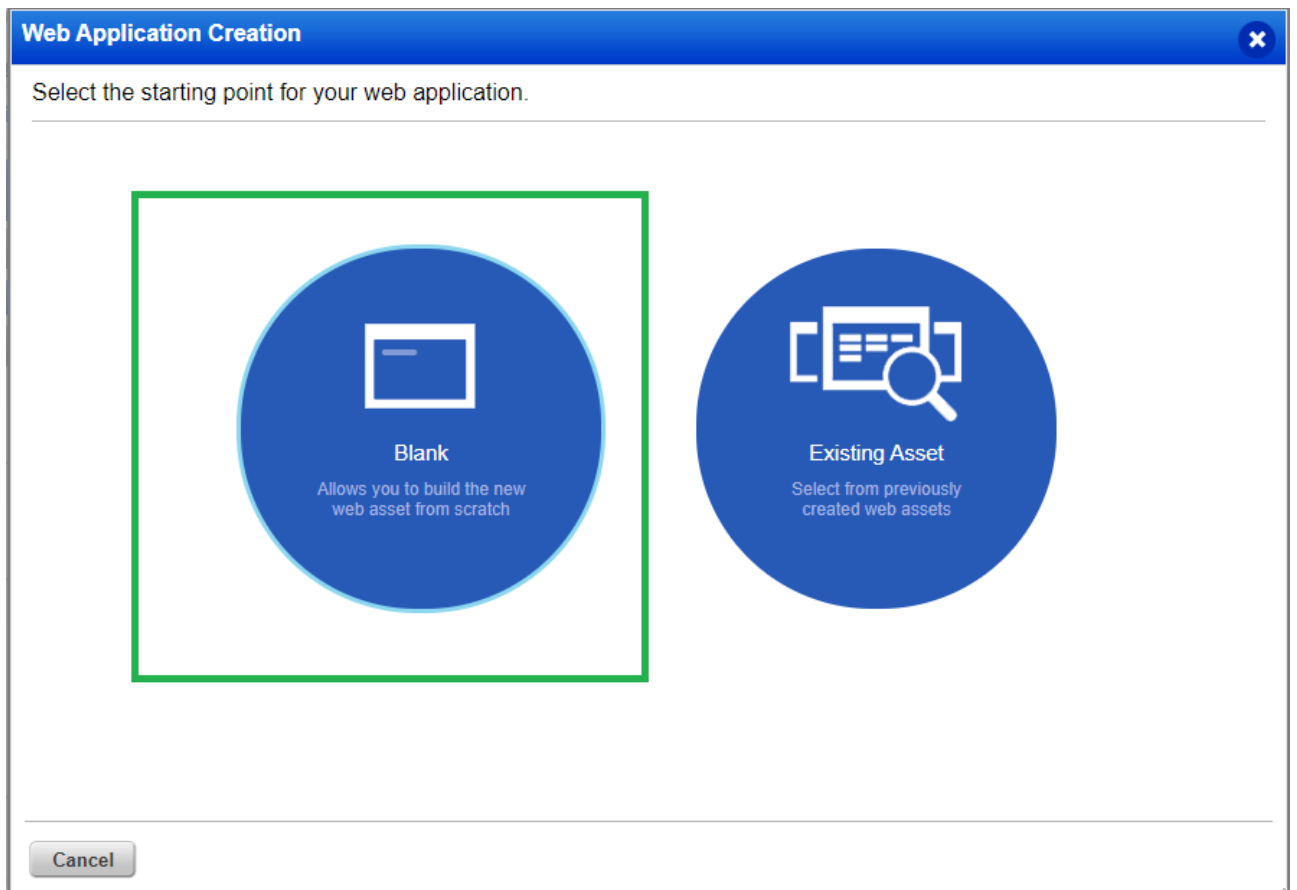 Web Application Creation
Select the starting point for your web application.
Blank
Allows you to build the new
web asset from scratch
Existing Asset
Select from previously
created web assets
Cancel